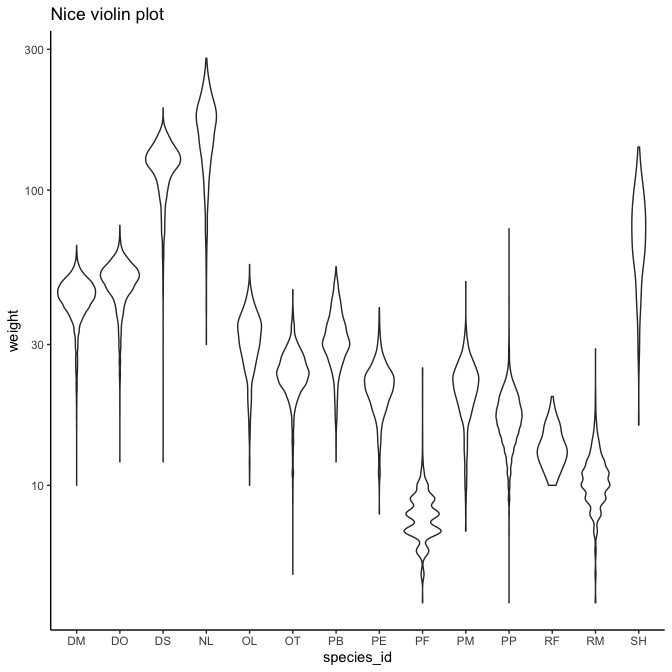 Nice violin plot
300
100
30
10
weight
DM DO DS NL OL OT PB PE PF PM PP RF RM SH
species_id